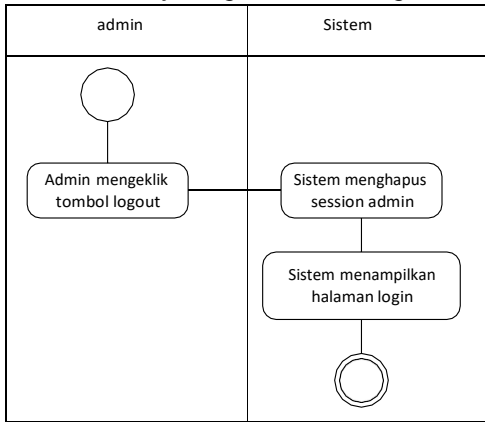 admin
Sistem
Admin mengeklik
tombol logout
Sistem menghapus
session admin
Sistem menampilkan
halaman login